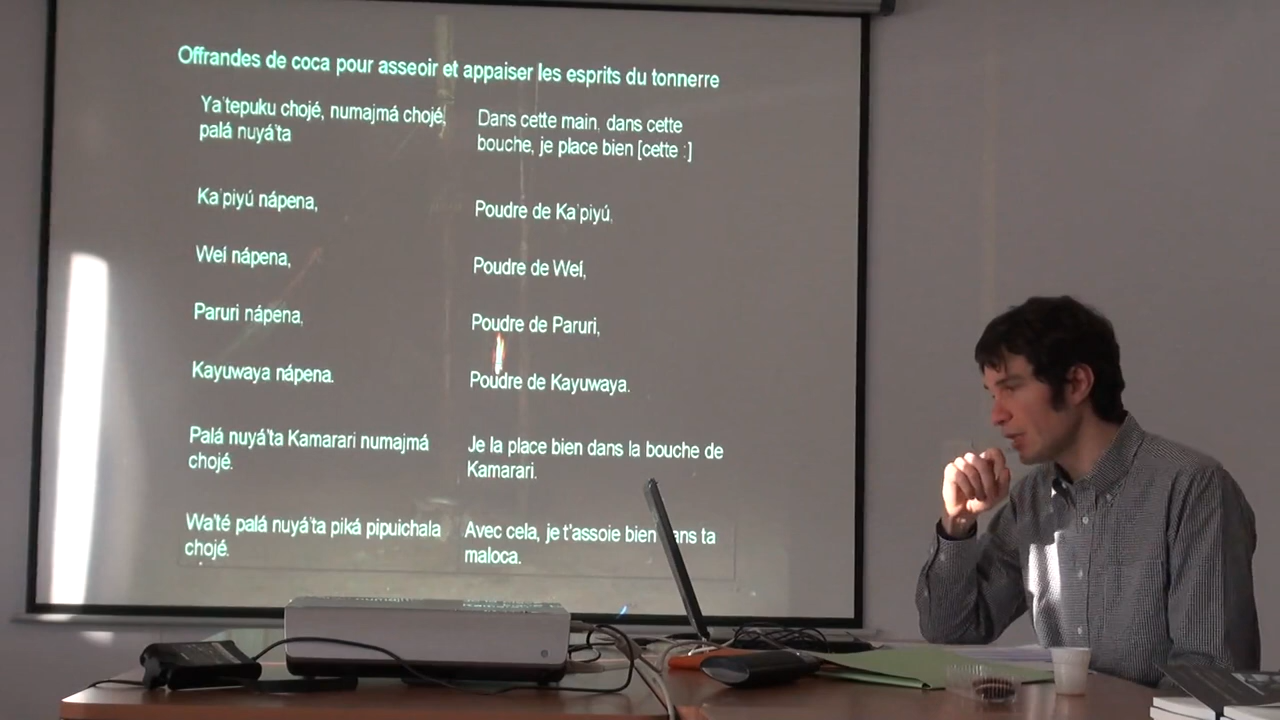 Offrandes de coca pour asseoir et appaiser les esprits du tonnerre
Ya'tepuku chojé, numajmá chojé,
palá nuyá'ta
Dans cette main, dans cette
bouche, je place bien [cette :]
Ka'piyú nápena,
Poudre de Ka'piyú,
Weí nápena,
Poudre de Weí,
Paruri nápena,
Poudre de Paruri,
Kayuwaya nápena.
Poudre de Kayuwaya.
Palá nuyá'ta Kamarari numajmá
chojé.
Je la place bien dans la bouche de
Kamarari.
Wa'té palá nuyá'ta piká pipuichala
chojé.
Avec cela, je t'assoie bien ans ta
maloca.